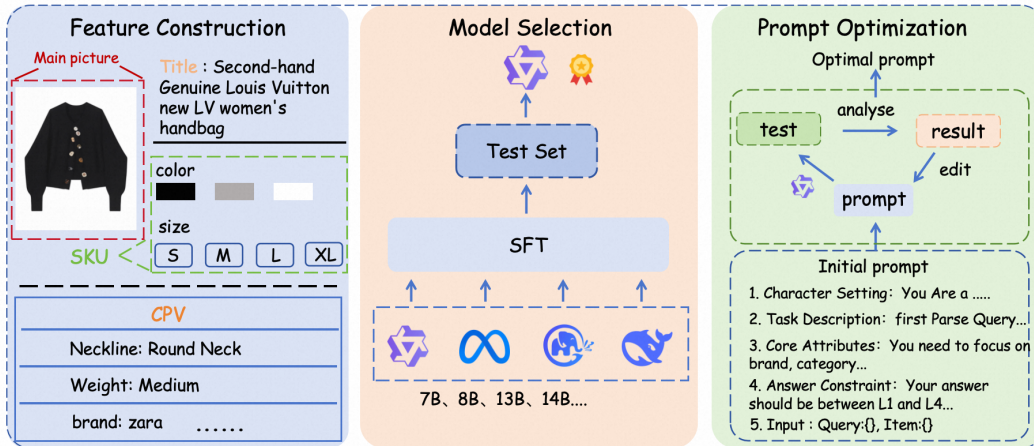 Feature Construction
Main picture
Title : Second-hand
Genuine Louis Vuitton
new LV women's
handbag
color
size
SKU
S M L XL
CPV
Neckline: Round Neck
Weight: Medium
brand: zara ......
Model Selection
Test Set
SFT
7B、8B、13B、14B....
Prompt Optimization
Optimal prompt
test
analyse
result
edit
prompt
Initial prompt
1. Character Setting: You Are a .....
2. Task Description: first Parse Query...
3. Core Attributes: You need to focus on
brand, category...
4. Answer Constraint: Your answer
should be between L1 and L4...
5. Input : Query:{}, Item:{}